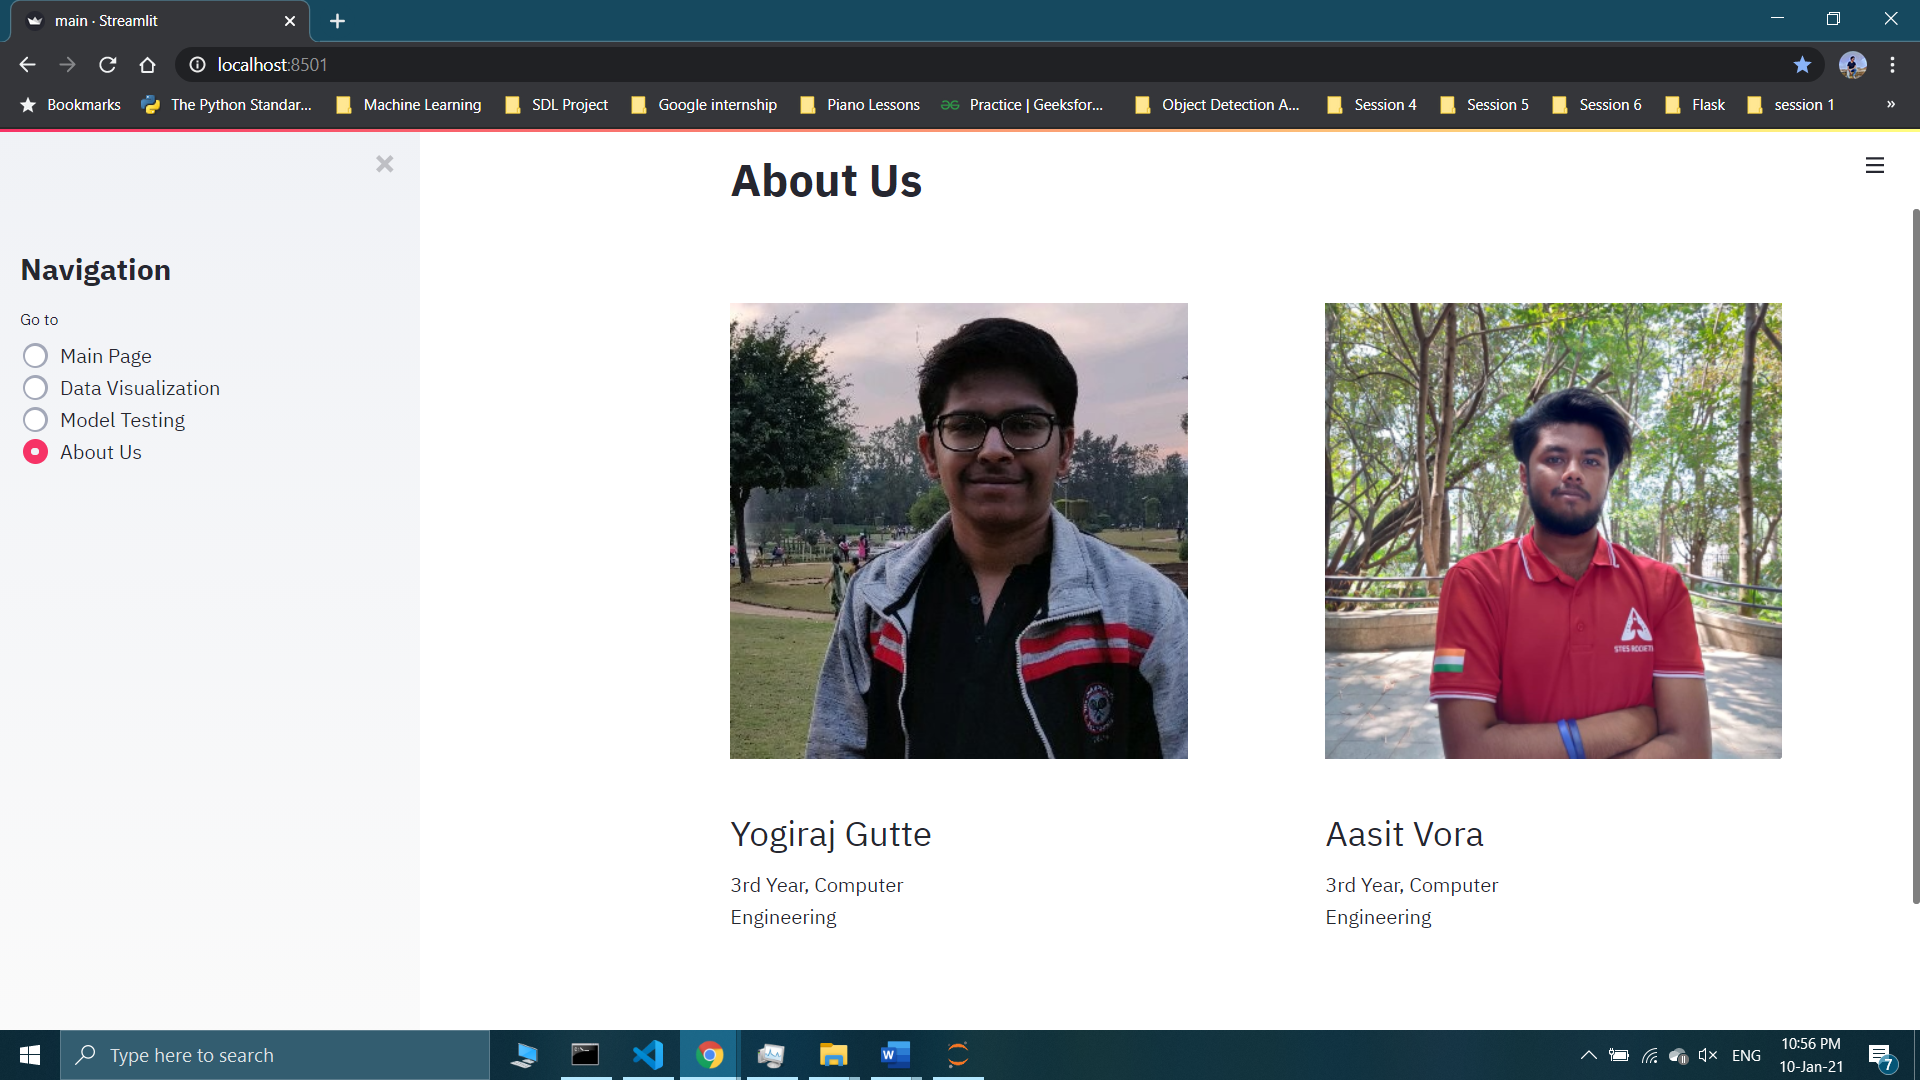 main · Streamlit
localhost:8501
Bookmarks
The Python Standar...
Machine Learning
SDL Project
Google internship
Piano Lessons
Practice | Geeksfor...
Object Detection A...
Session 4
Session 5
Session 6
Flask
session 1
»
Navigation
Go to
Main Page
Data Visualization
Model Testing
About Us
About Us
STES ROCKET
Yogiraj Gutte
3rd Year, Computer
Engineering
Aasit Vora
3rd Year, Computer
Engineering
Type here to search
ENG
10:56 PM
10-Jan-21
7